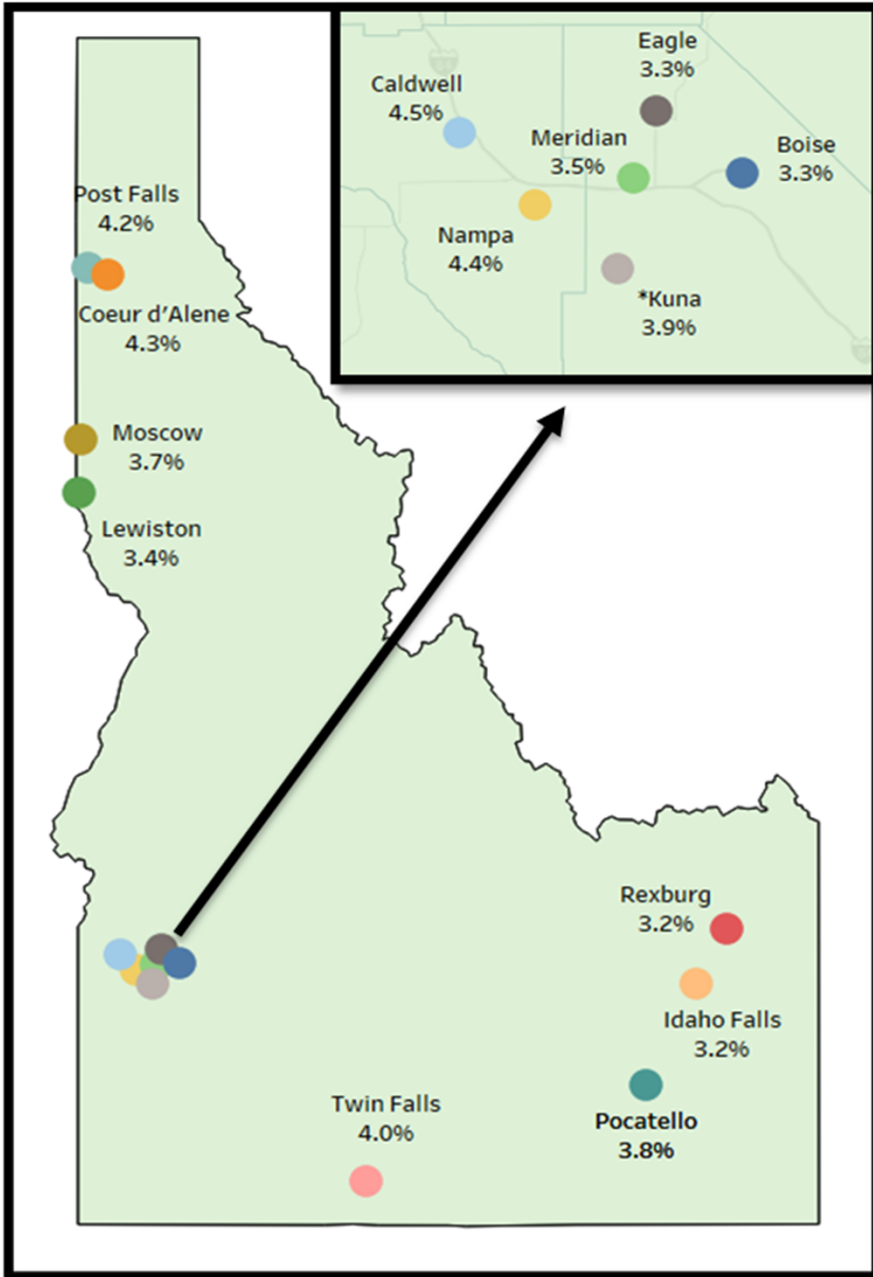 Eagle
3.3%
Caldwell
4.5%
Meridian
3.5%
Boise
3.3%
Nampa
4.4%
*Kuna
3.9%
Post Falls
4.2%
Coeur d'Alene
4.3%
Moscow
3.7%
Lewiston
3.4%
Rexburg
3.2%
Idaho Falls
3.2%
Pocatello
3.8%
Twin Falls
4.0%